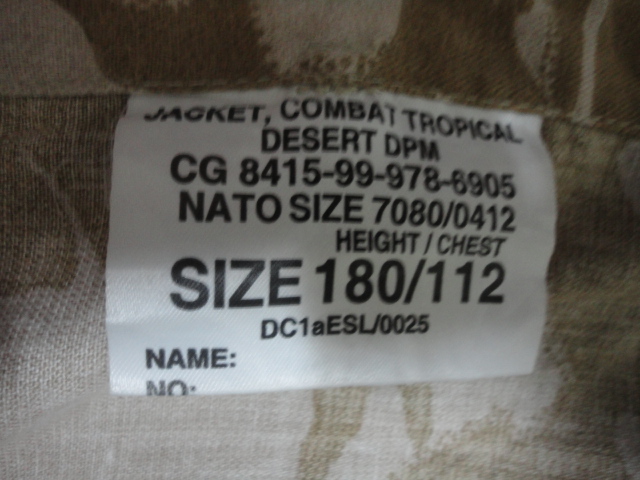 JACKET, COMBAT TROPICAL
DESERT DPM
CG 8415-99-978-6905
NATO SIZE 7080/0412
HEIGHT / CHEST
SIZE 180/112
DC1aESL/0025
NAME:
NO: